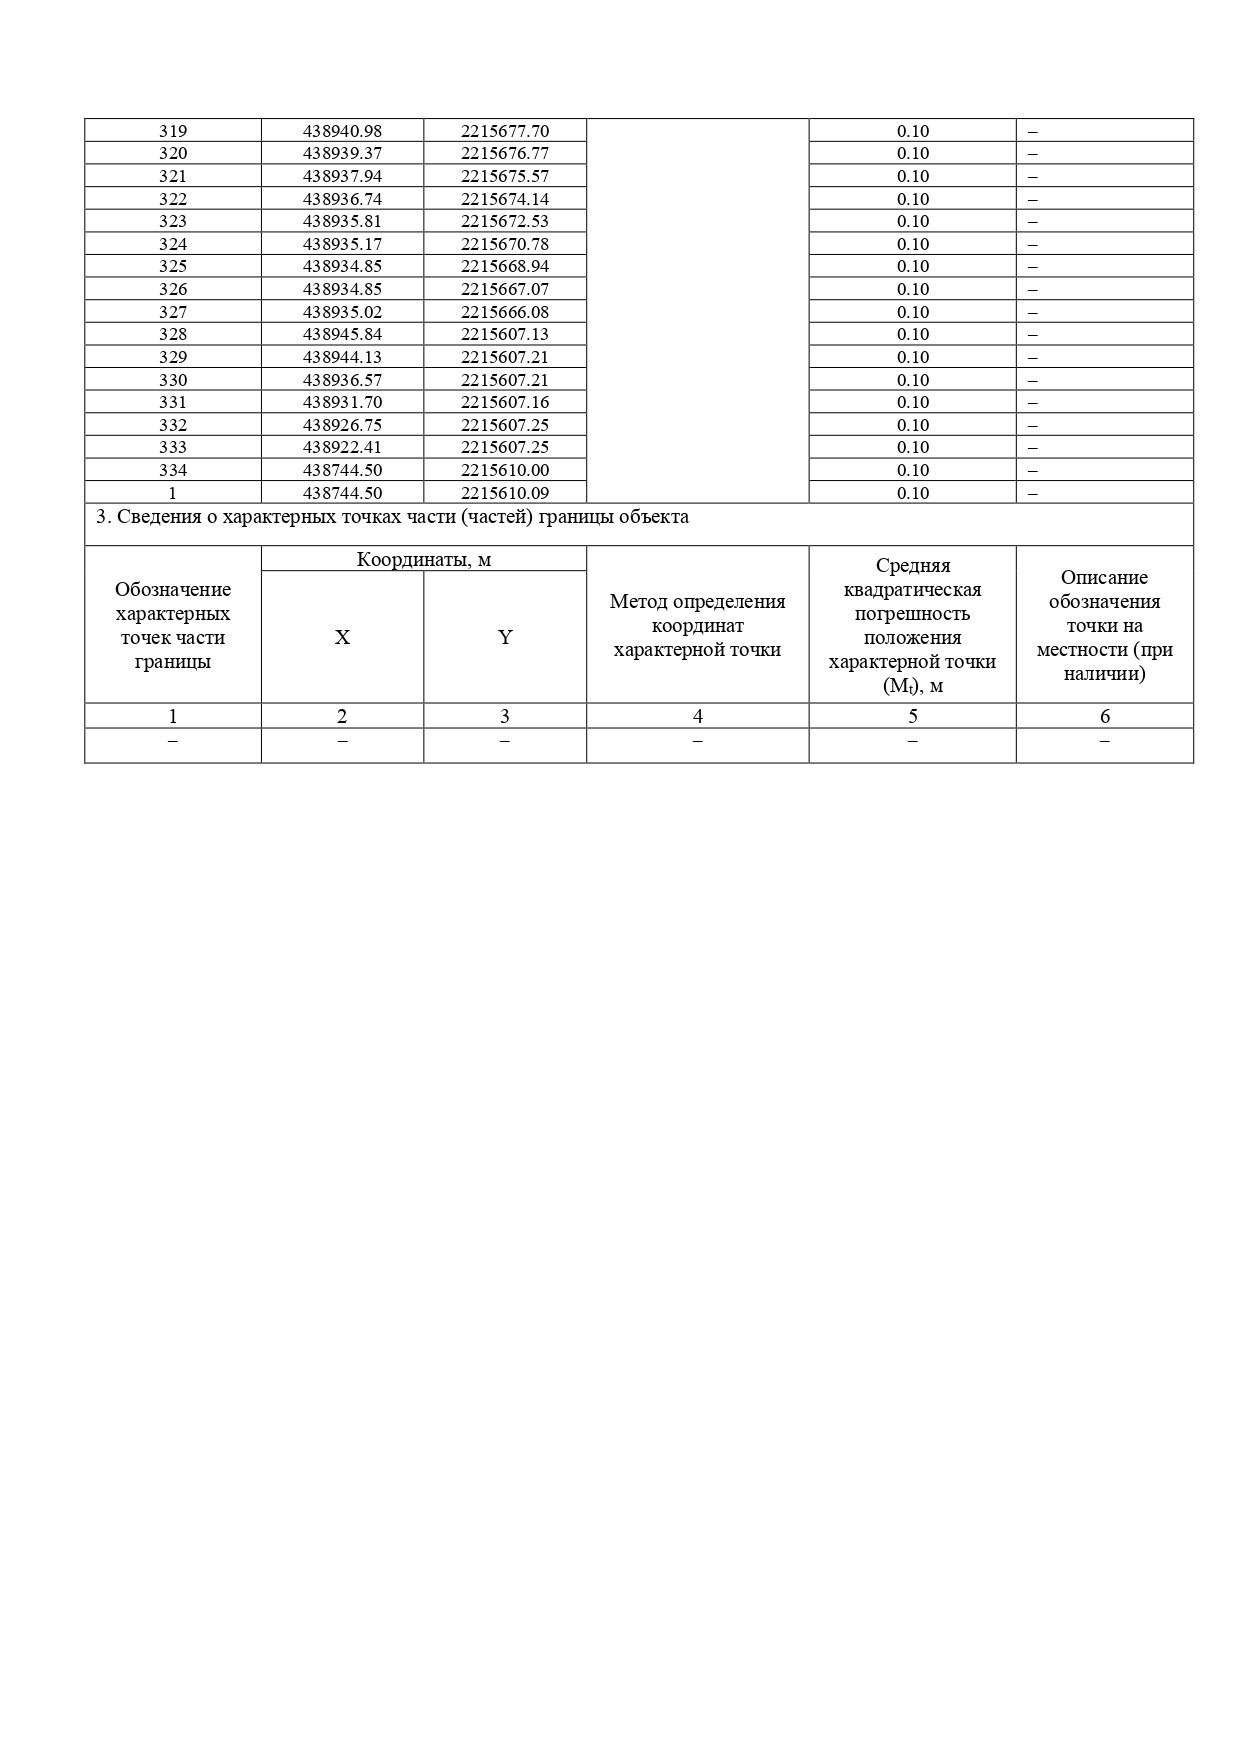 319 438940.98 2215677.70 0.10 –
320 438939.37 2215676.77 0.10 –
321 438937.94 2215675.57 0.10 –
322 438936.74 2215674.14 0.10 –
323 438935.81 2215672.53 0.10 –
324 438935.17 2215670.78 0.10 –
325 438934.85 2215668.94 0.10 –
326 438934.85 2215667.07 0.10 –
327 438935.02 2215666.08 0.10 –
328 438945.84 2215607.13 0.10 –
329 438944.13 2215607.21 0.10 –
330 438936.57 2215607.21 0.10 –
331 438931.70 2215607.16 0.10 –
332 438926.75 2215607.25 0.10 –
333 438922.41 2215607.25 0.10 –
334 438744.50 2215610.00 0.10 –
1 438744.50 2215610.09 0.10 –
3. Сведения о характерных точках части (частей) границы объекта
Обозначение
характерных
точек части
границы
Координаты, м
X Y
Метод определения
координат
характерной точки
Средняя
квадратическая
погрешность
положения
характерной точки
(Mt), м
Описание
обозначения
точки на
местности (при
наличии)
1 2 3 4 5 6
– – – – – –